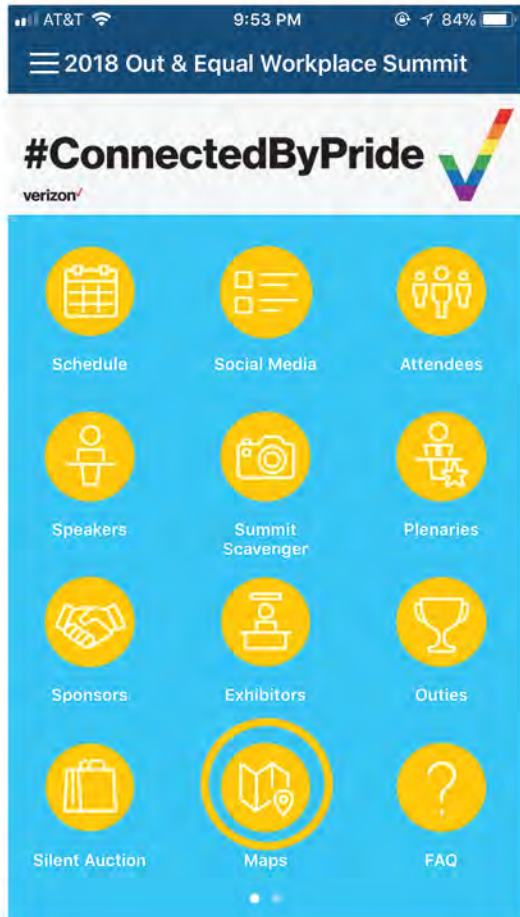 AT&T 9:53 PM 84%
2018 Out & Equal Workplace Summit
#ConnectedByPride
verizon
Schedule Social Media Attendees
Speakers Summit Scavenger Plenaries
Sponsors Exhibitors Outies
Silent Auction Maps FAQ